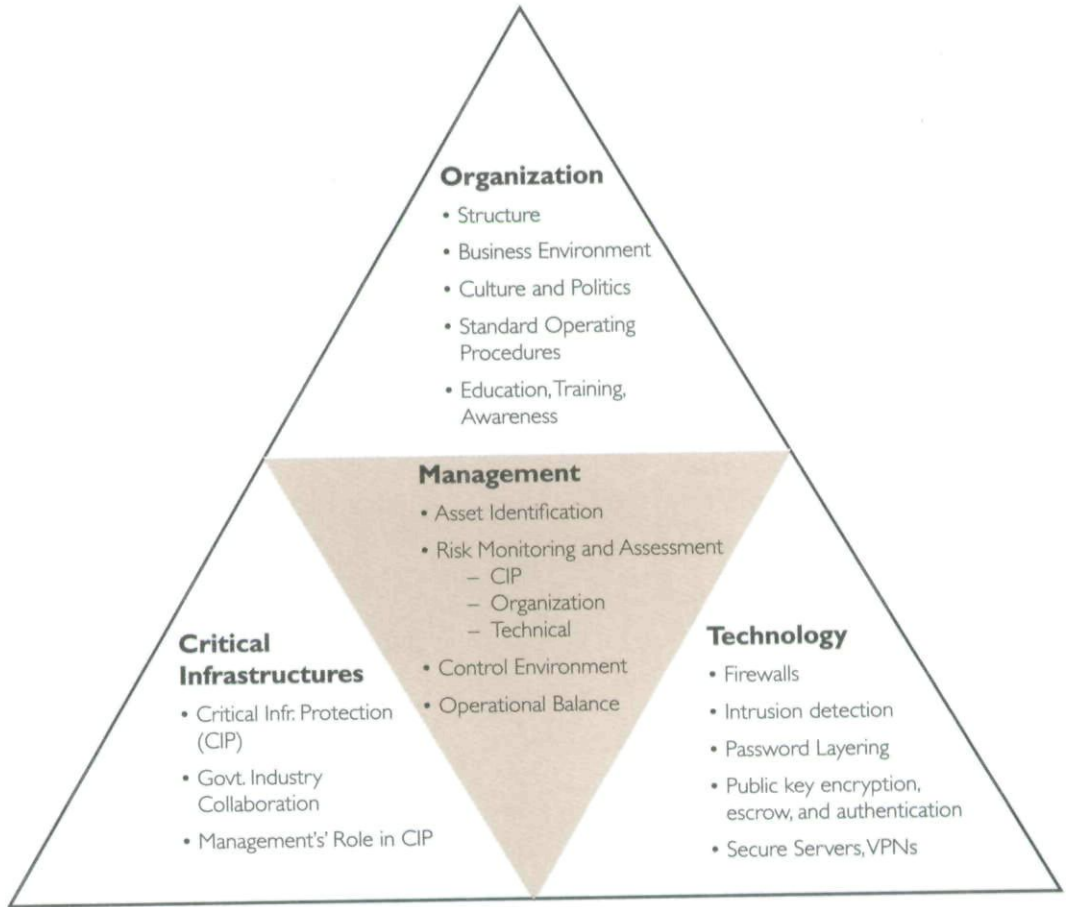 Organization
• Structure
• Business Environment
• Culture and Politics
• Standard Operating
Procedures
• Education, Training,
Awareness
Management
• Asset Identification
• Risk Monitoring and Assessment
– CIP
– Organization
– Technical
• Control Environment
• Operational Balance
Critical
Infrastructures
• Critical Infr. Protection
(CIP)
• Govt. Industry
Collaboration
• Management's' Role in CIP
Technology
• Firewalls
• Intrusion detection
• Password Layering
• Public key encryption,
escrow, and authentication
• Secure Servers, VPNs